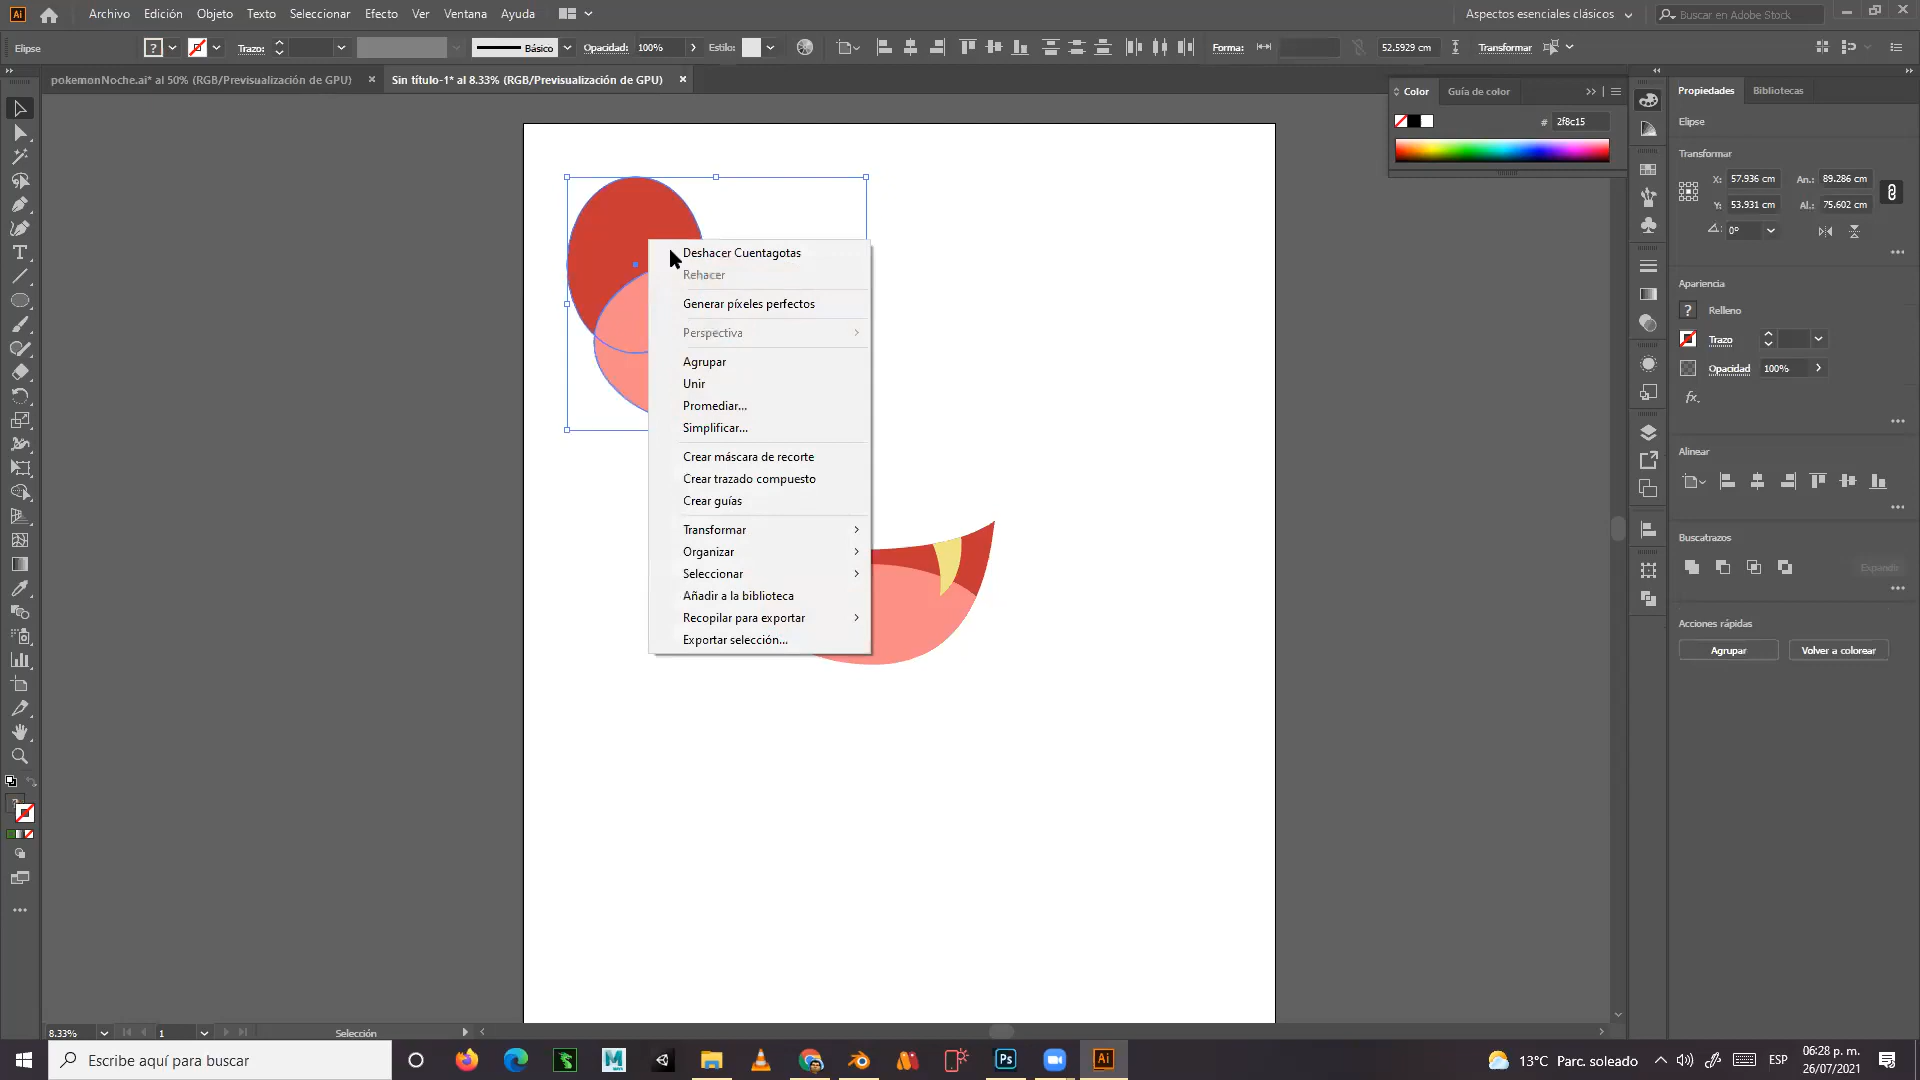 Ai Archivo Edición Objeto Texto Seleccionar Efecto Ver Ventana Ayuda Aspectos esenciales clásicos Buscar en Adobe Stock
Elipse ? Trazo: Básico Opacidad: 100% Estilo: Forma: 52.5929 cm Transformar
pokemonNoche.ai* al 50% (RGB/Previsualización de GPU) × Sin título-1* al 8.33% (RGB/Previsualización de GPU) ×
Color Guía de color
# 2f8c15
Propiedades Bibliotecas
Elipse
Transformar
X: 57.936 cm An.: 89.286 cm
Y: 53.931 cm Al.: 75.602 cm
0°
Apariencia
? Relleno
Trazo
Opacidad 100%
fx.
Alinear
Buscatrazos
Expandir
Acciones rápidas
Agrupar Volver a colorear
Deshacer Cuentagotas
Rehacer
Generar píxeles perfectos
Perspectiva
Agrupar
Unir
Promediar...
Simplificar...
Crear máscara de recorte
Crear trazado compuesto
Crear guías
Transformar
Organizar
Seleccionar
Añadir a la biblioteca
Recopilar para exportar
Exportar selección...
8.33% 1 Selección
Escribe aquí para buscar Ps Ai 13°C Parc. soleado ESP 06:28 p. m.
26/07/2021